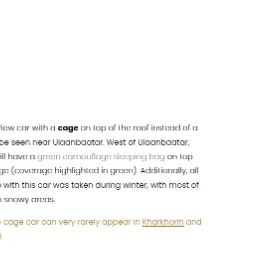 view car with a cage on top of the roof instead of a
be seen near Ulaanbaatar. West of Ulaanbaatar,
ill have a green camouflage sleeping bag on top
ge (coverage highlighted in green). Additionally, all
with this car was taken during winter, with most of
snowy areas.
cage car can very rarely appear in Kharkhorin and